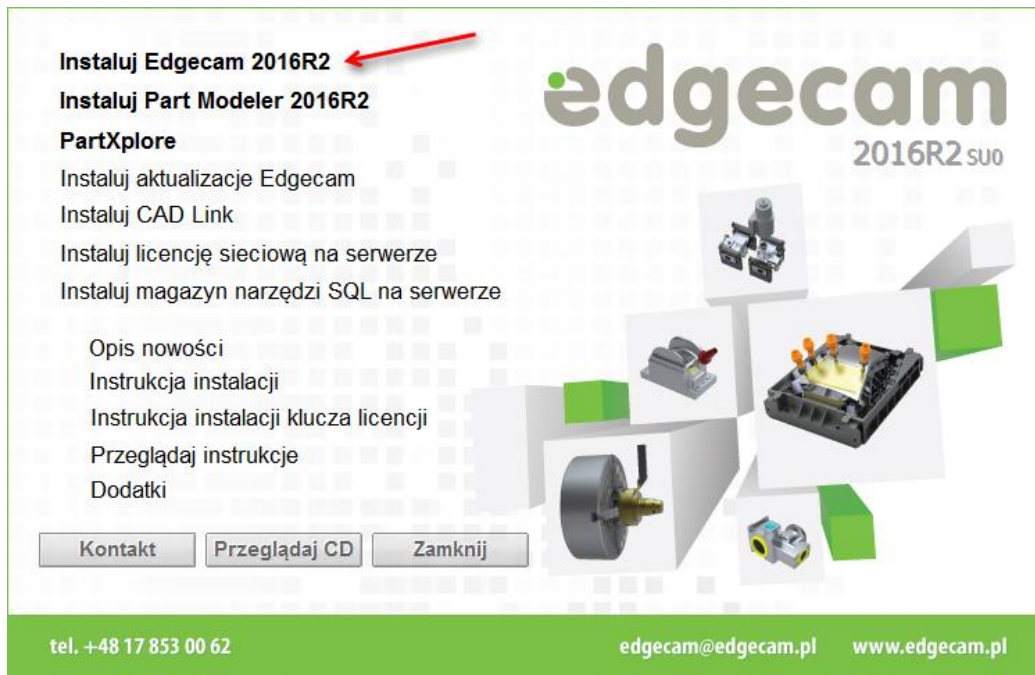 Instaluj Edgecam 2016R2
Instaluj Part Modeler 2016R2
PartXplore
Instaluj aktualizacje Edgecam
Instaluj CAD Link
Instaluj licencję sieciową na serwerze
Instaluj magazyn narzędzi SQL na serwerze
Opis nowości
Instrukcja instalacji
Instrukcja instalacji klucza licencji
Przeglądaj instrukcje
Dodatki
Kontakt Przeglądaj CD Zamknij
edgecam
2016R2 SU0
tel. +48 17 853 00 62 edgecam@edgecam.pl www.edgecam.pl